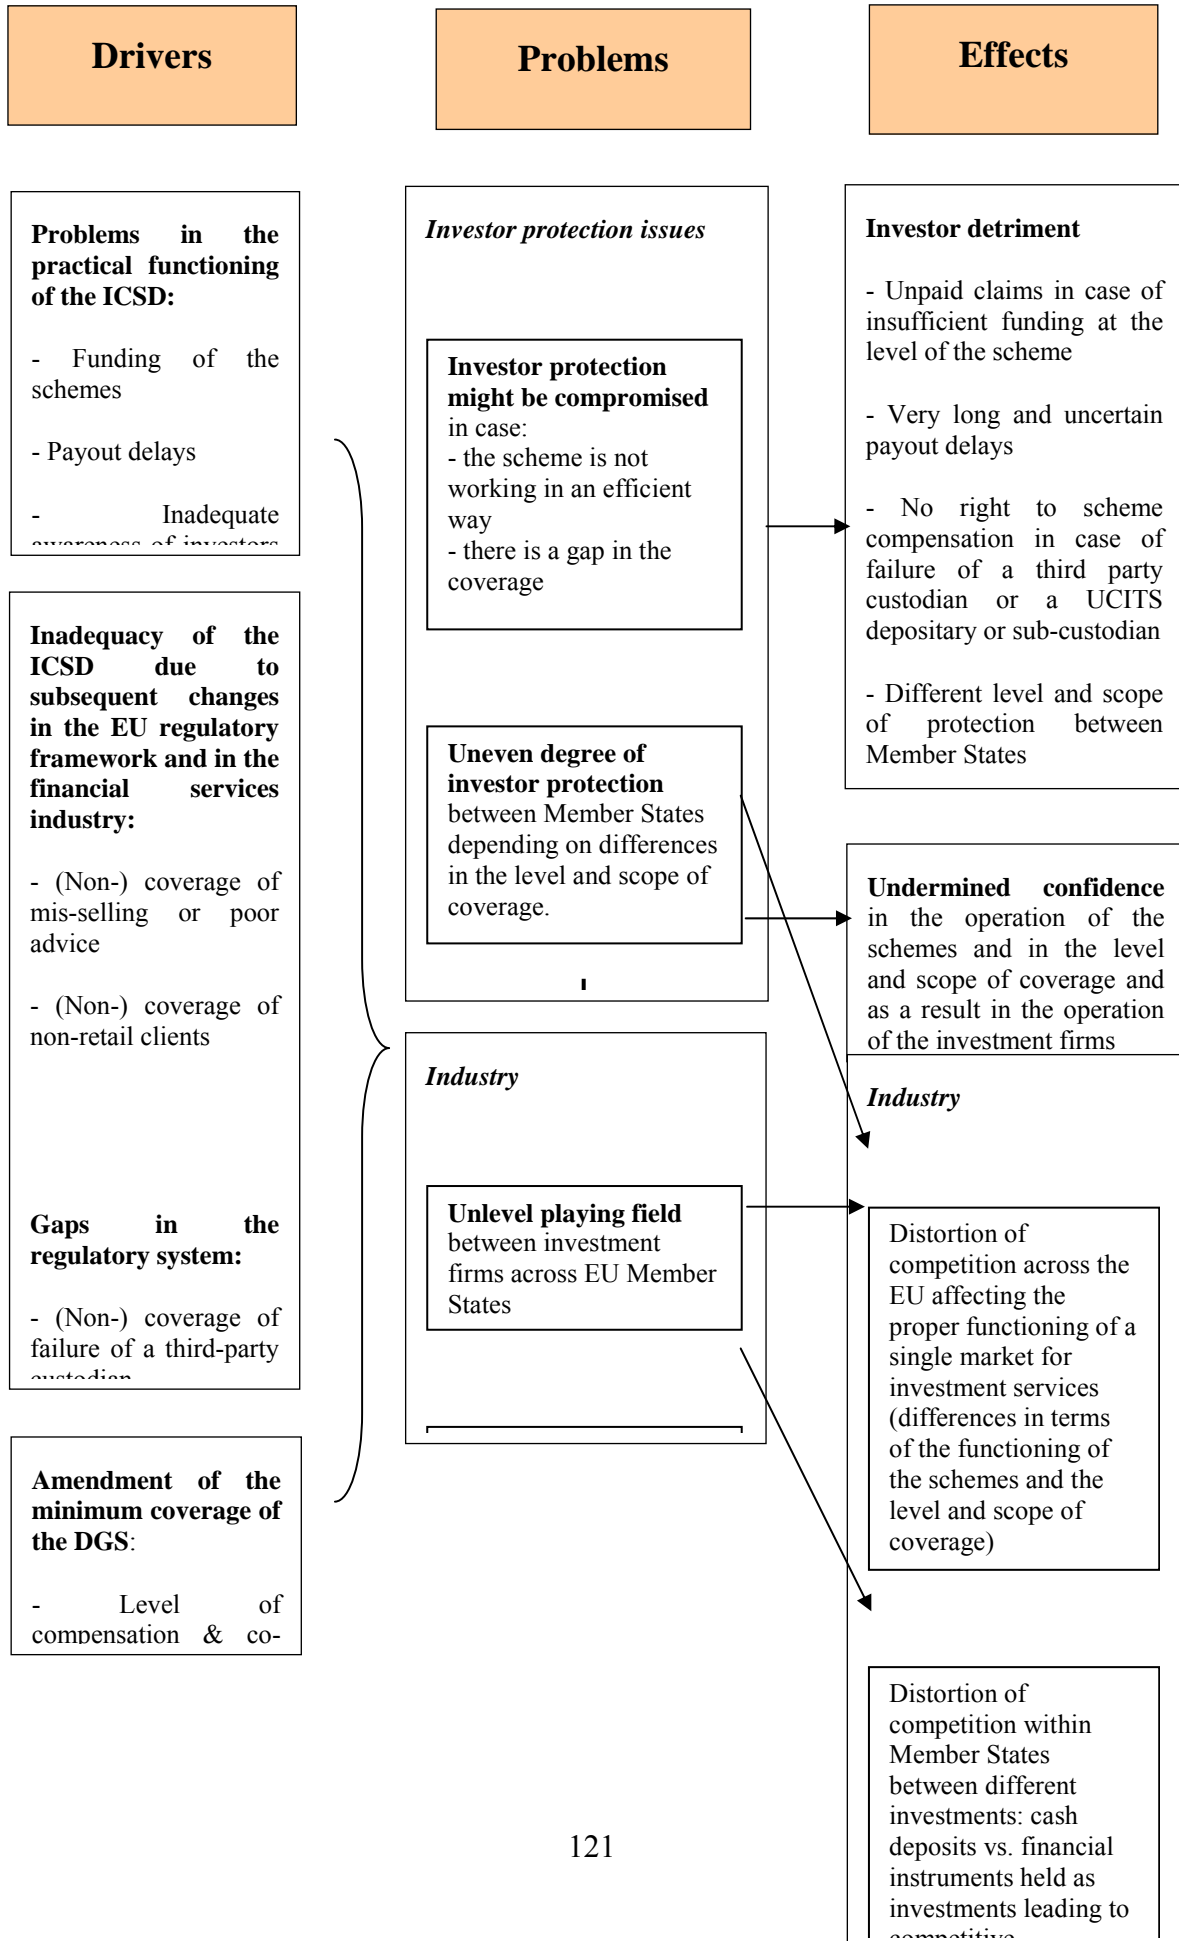 Drivers
Problems
Effects
Problems in the
practical functioning
of the ICSD:
- Funding of the
schemes
- Payout delays
- Inadequate
awareness of investors
Inadequacy of the
ICSD due to
subsequent changes
in the EU regulatory
framework and in the
financial services
industry:
- (Non-) coverage of
mis-selling or poor
advice
- (Non-) coverage of
non-retail clients
Gaps in the
regulatory system:
- (Non-) coverage of
failure of a third-party
custodian
Amendment of the
minimum coverage of
the DGS:
- Level of
compensation & co-
Investor protection issues
Investor protection
might be compromised
in case:
- the scheme is not
working in an efficient
way
- there is a gap in the
coverage
Uneven degree of
investor protection
between Member States
depending on differences
in the level and scope of
coverage.
Industry
Unlevel playing field
between investment
firms across EU Member
States
Investor detriment
- Unpaid claims in case of
insufficient funding at the
level of the scheme
- Very long and uncertain
payout delays
- No right to scheme
compensation in case of
failure of a third party
custodian or a UCITS
depositary or sub-custodian
- Different level and scope
of protection between
Member States
Undermined confidence
in the operation of the
schemes and in the level
and scope of coverage and
as a result in the operation
of the investment firms
Industry
Distortion of
competition across the
EU affecting the
proper functioning of a
single market for
investment services
(differences in terms
of the functioning of
the schemes and the
level and scope of
coverage)
Distortion of
competition within
Member States
between different
investments: cash
deposits vs. financial
instruments held as
investments leading to
competitive
121